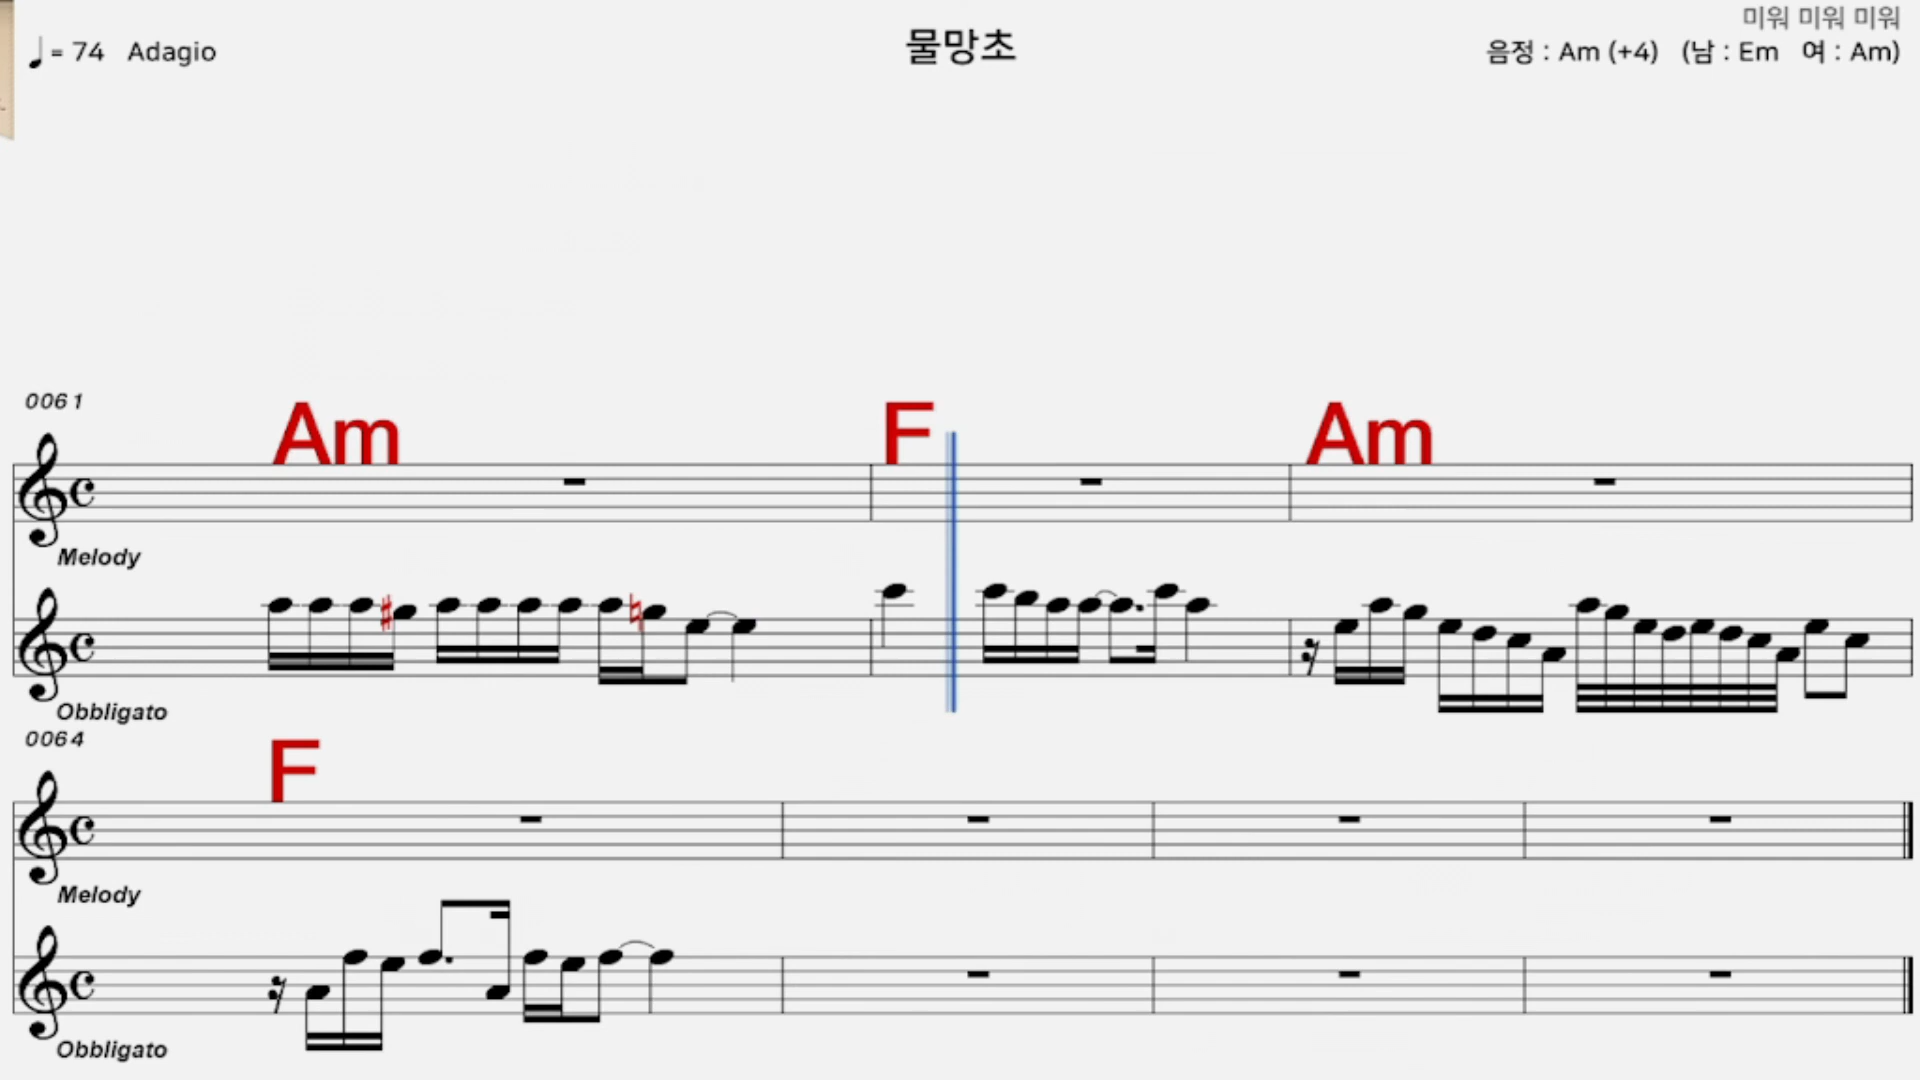 미워 미워 미워
♩= 74 Adagio
물망초
음정 : Am (+4) (남 : Em 여 : Am)
0061
Am F Am
Melody
Obbligato
0064
F
Melody
Obbligato